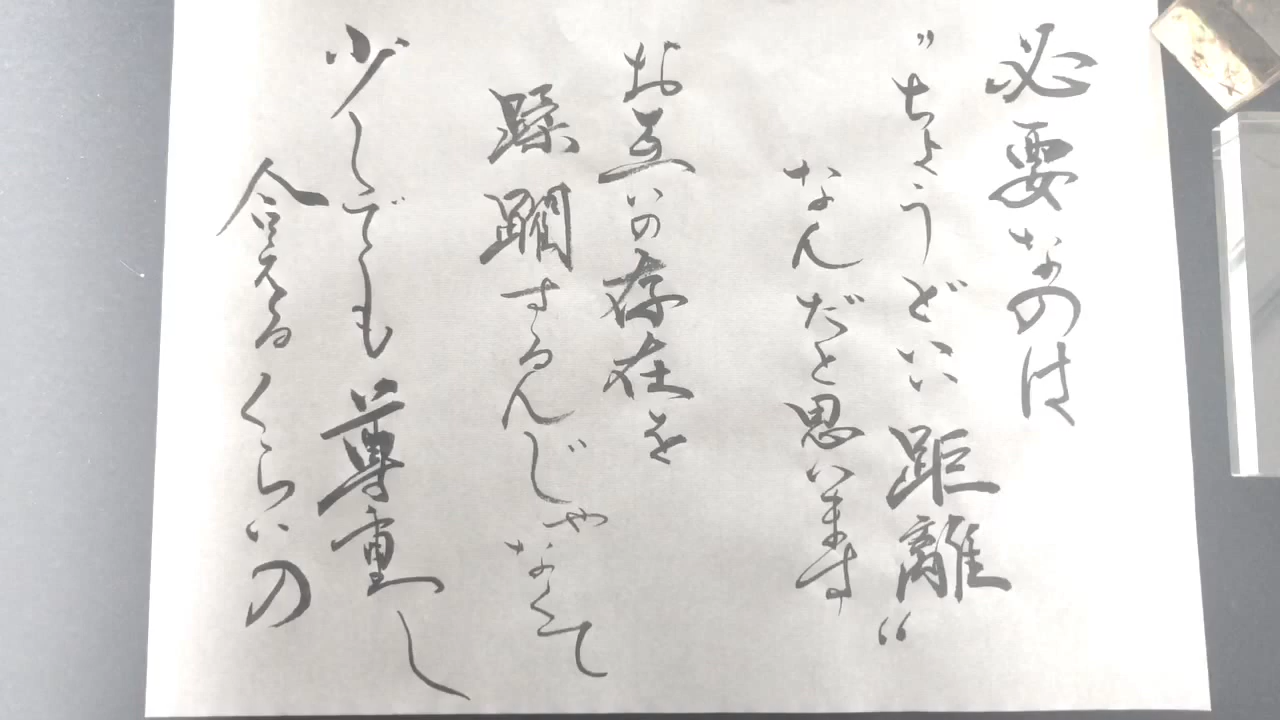 必要なのは
"ちょうどいい距離"
なんだと思います
お互いの存在を
蹂躙するんじゃなくて
少しでも尊重し
合えるくらいの